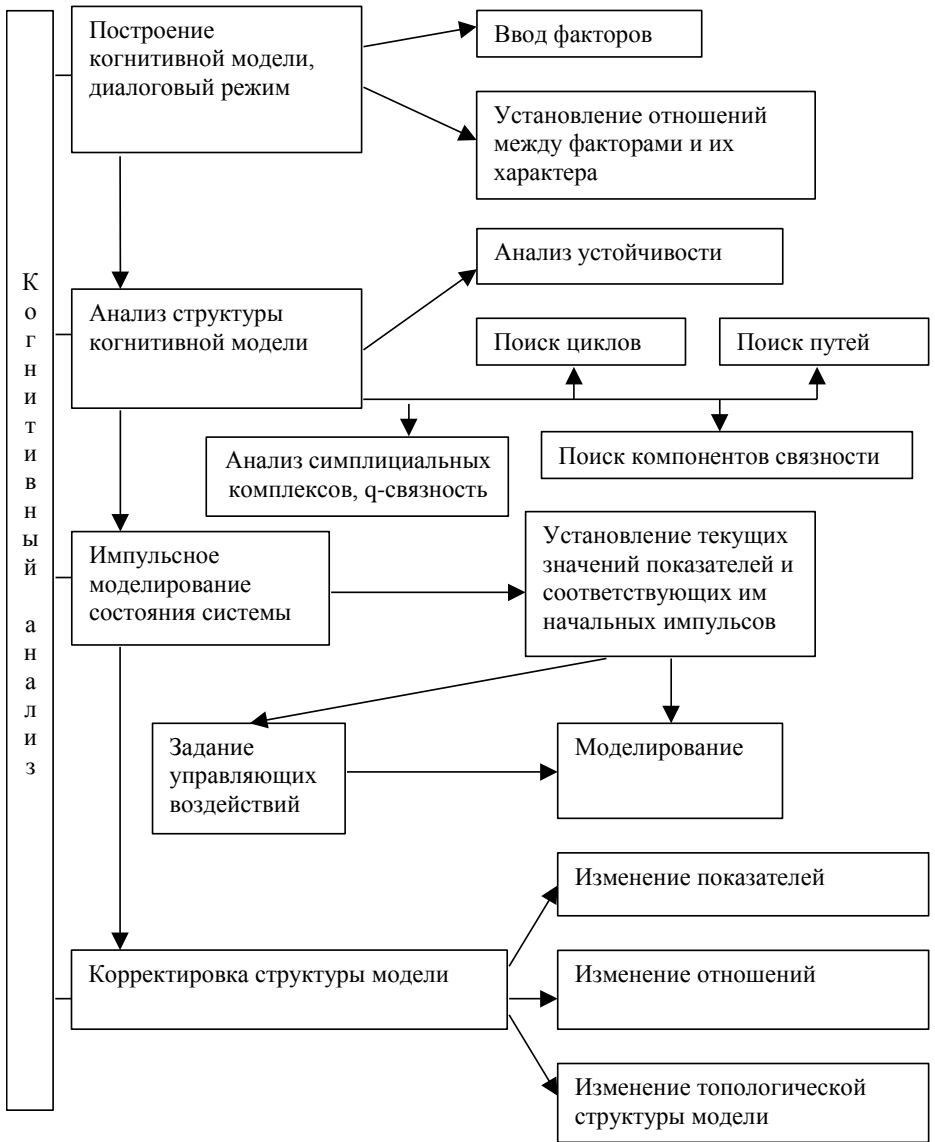 Когнитивный анализ
Построение
когнитивной модели,
диалоговый режим
Ввод факторов
Установление отношений
между факторами и их
характера
Анализ устойчивости
Анализ структуры
когнитивной модели
Поиск циклов
Поиск путей
Анализ симплициальных
комплексов, q-связность
Поиск компонентов связности
Импульсное
моделирование
состояния системы
Установление текущих
значений показателей и
соответствующих им
начальных импульсов
Задание
управляющих
воздействий
Моделирование
Изменение показателей
Корректировка структуры модели
Изменение отношений
Изменение топологической
структуры модели